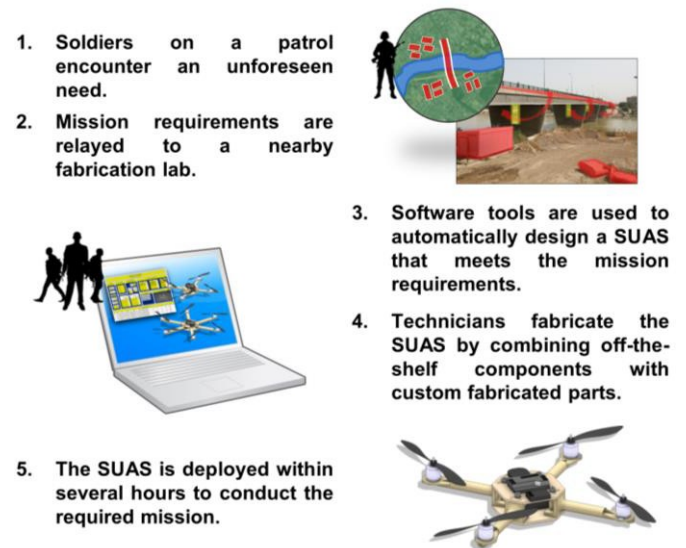 1. Soldiers on a patrol
encounter an unforeseen
need.
2. Mission requirements are
relayed to a nearby
fabrication lab.
3. Software tools are used to
automatically design a SUAS
that meets the mission
requirements.
4. Technicians fabricate the
SUAS by combining off-the-
shelf components with
custom fabricated parts.
5. The SUAS is deployed within
several hours to conduct the
required mission.